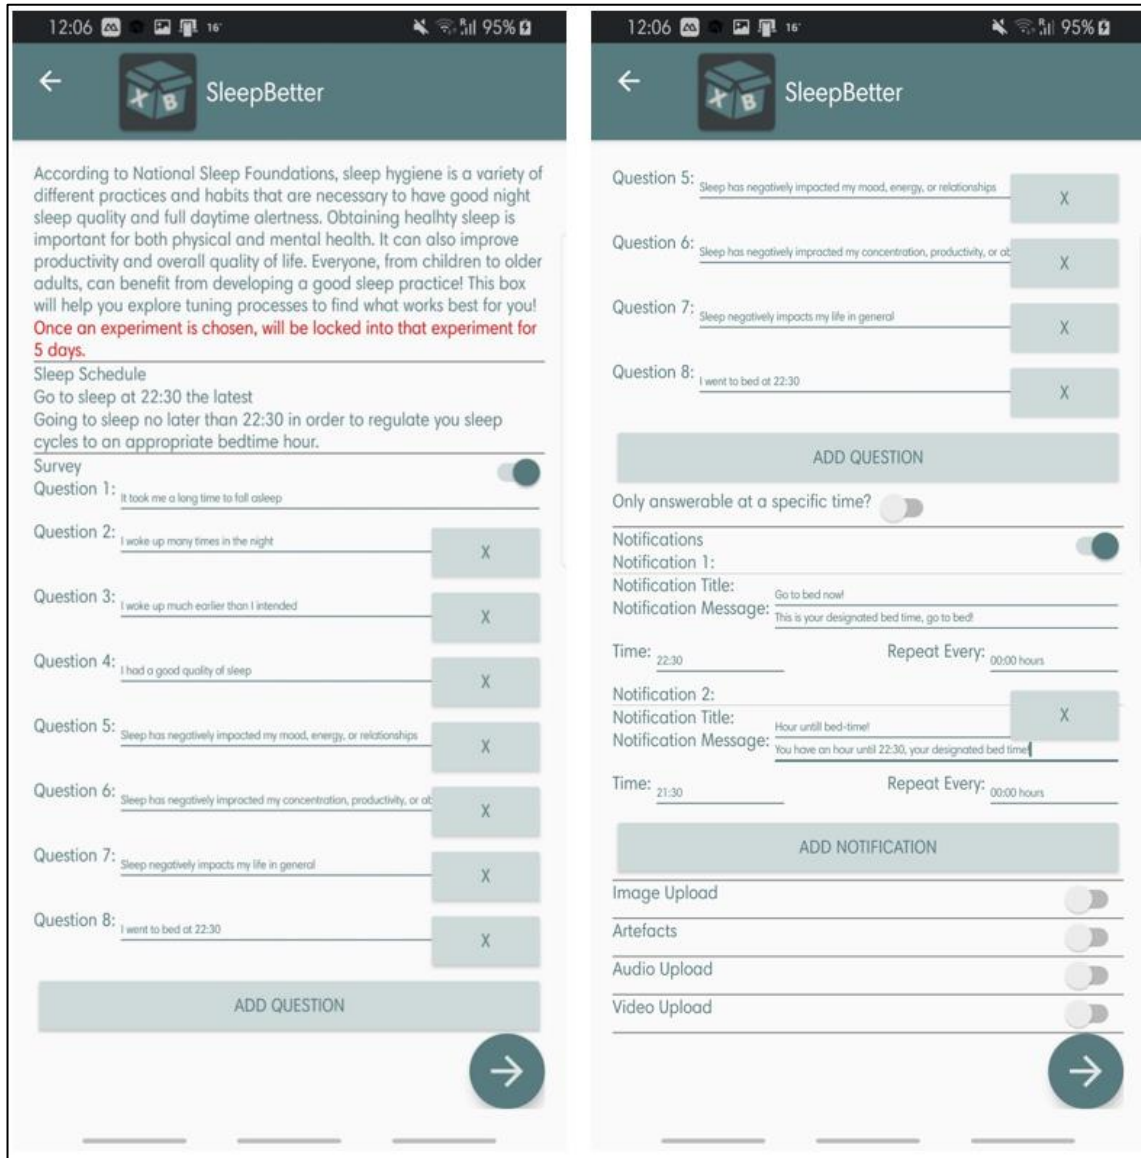 12:06 16° 95%
SleepBetter
According to National Sleep Foundations, sleep hygiene is a variety of
different practices and habits that are necessary to have good night
sleep quality and full daytime alertness. Obtaining healhty sleep is
important for both physical and mental health. It can also improve
productivity and overall quality of life. Everyone, from children to older
adults, can benefit from developing a good sleep practice! This box
will help you explore tuning processes to find what works best for you!
Once an experiment is chosen, will be locked into that experiment for
5 days.
Sleep Schedule
Go to sleep at 22:30 the latest
Going to sleep no later than 22:30 in order to regulate you sleep
cycles to an appropriate bedtime hour.
Survey
Question 1: It took me a long time to fall asleep
Question 2: I woke up many times in the night X
Question 3: I woke up much earlier than I intended X
Question 4: I had a good quality of sleep X
Question 5: Sleep has negatively impacted my mood, energy, or relationships X
Question 6: Sleep has negatively improcted my concentration, productivity, or ab X
Question 7: Sleep negatively impacts my life in general X
Question 8: I went to bed at 22:30 X
ADD QUESTION
12:06 16° 95%
SleepBetter
Question 5: Sleep has negatively impacted my mood, energy, or relationships X
Question 6: Sleep has negatively improcted my concentration, productivity, or ab X
Question 7: Sleep negatively impacts my life in general X
Question 8: I went to bed at 22:30 X
ADD QUESTION
Only answerable at a specific time?
Notifications
Notification 1:
Notification Title: Go to bed now!
Notification Message: This is your designated bed time, go to bed!
Time: 22:30 Repeat Every: 00:00 hours
Notification 2: X
Notification Title: Hour untill bed-time!
Notification Message: You have an hour until 22:30, your designated bed time!
Time: 21:30 Repeat Every: 00:00 hours
ADD NOTIFICATION
Image Upload
Artefacts
Audio Upload
Video Upload